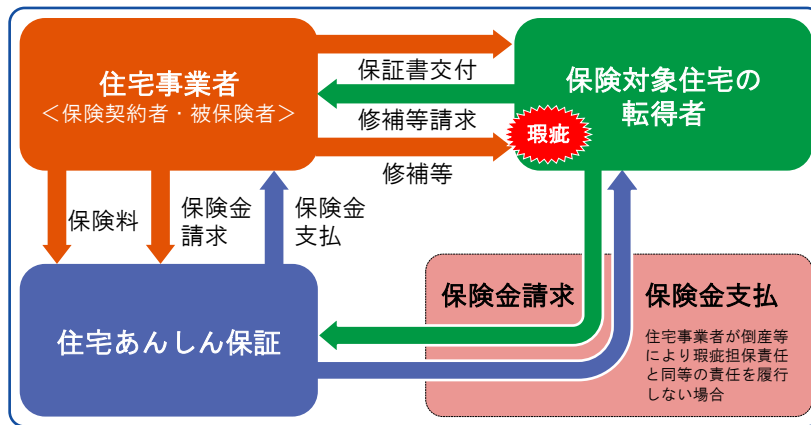 住宅事業者
＜保険契約者・被保険者＞
保証書交付
修補等請求
修補等
保険対象住宅の
転得者
瑕疵
保険料
保険金
請求
保険金
支払
住宅あんしん保証
保険金請求
保険金支払
住宅事業者が倒産等
により瑕疵担保責任
と同等の責任を履行
しない場合